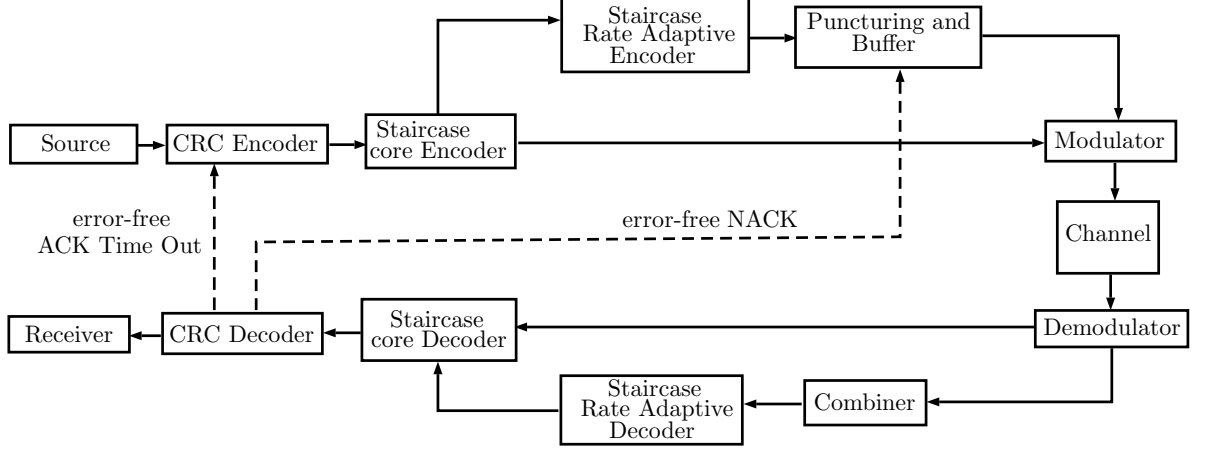 Staircase
Rate Adaptive
Encoder
Puncturing and
Buffer
Source
CRC Encoder
Staircase
core Encoder
Modulator
error-free
ACK Time Out
error-free NACK
Channel
Receiver
CRC Decoder
Staircase
core Decoder
Demodulator
Staircase
Rate Adaptive
Decoder
Combiner